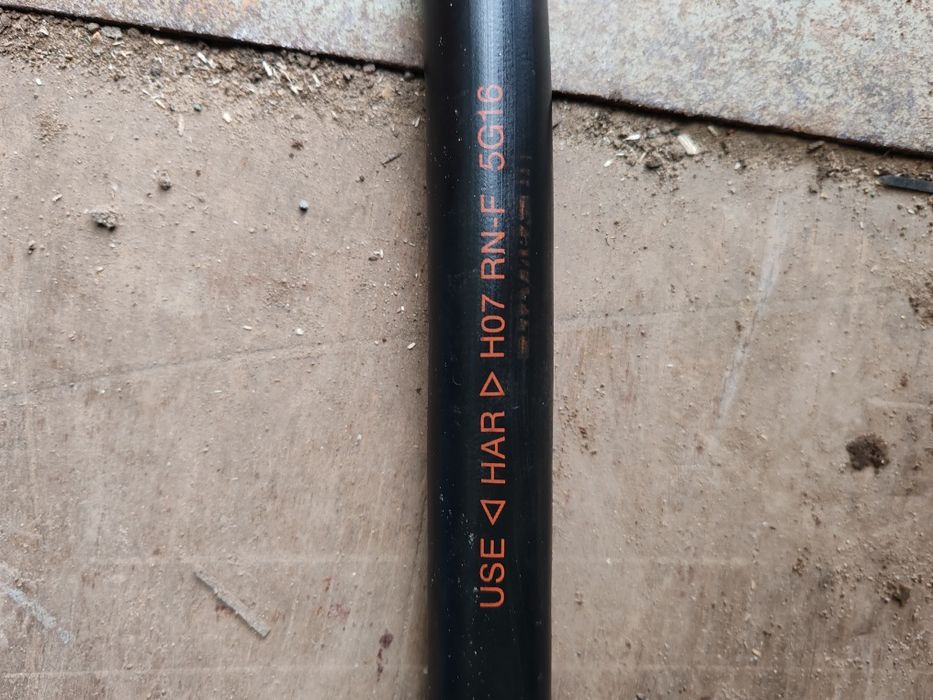 USE ◁ HAR ▷ H07 RN-F 5G16